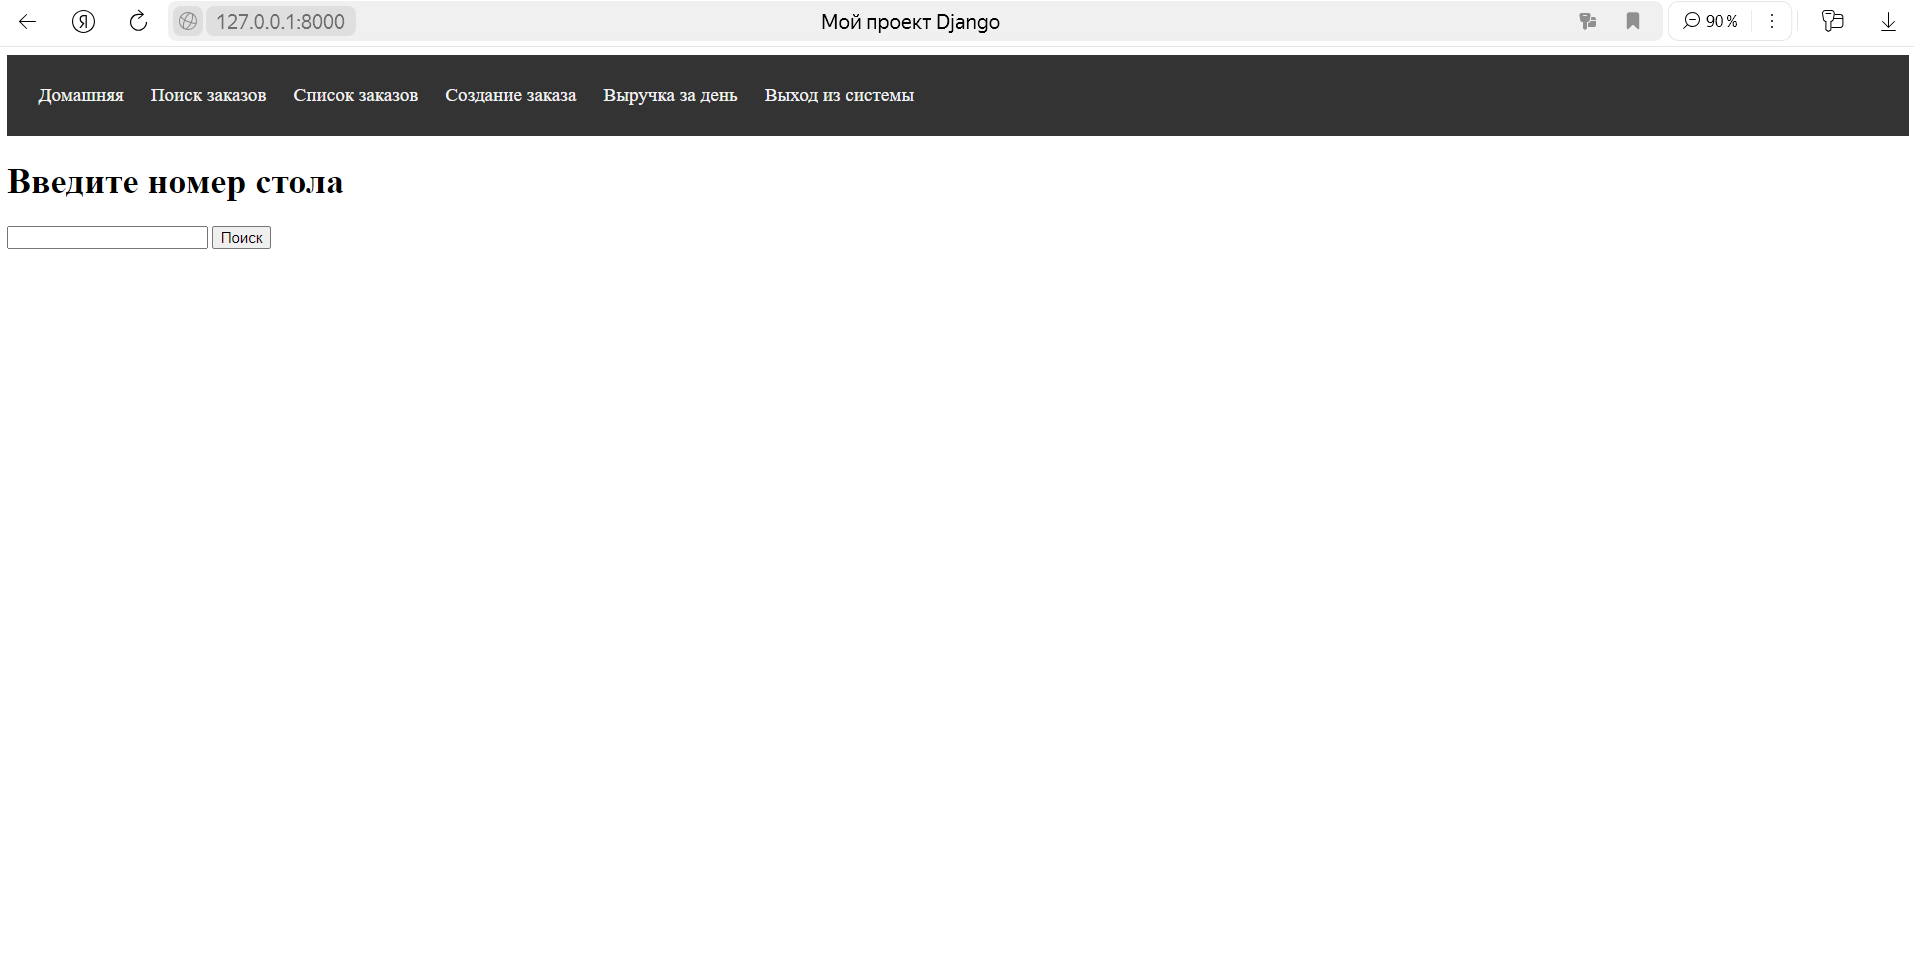 127.0.0.1:8000 Мой проект Django 90 %
Домашняя Поиск заказов Список заказов Создание заказа Выручка за день Выход из системы
Введите номер стола
Поиск